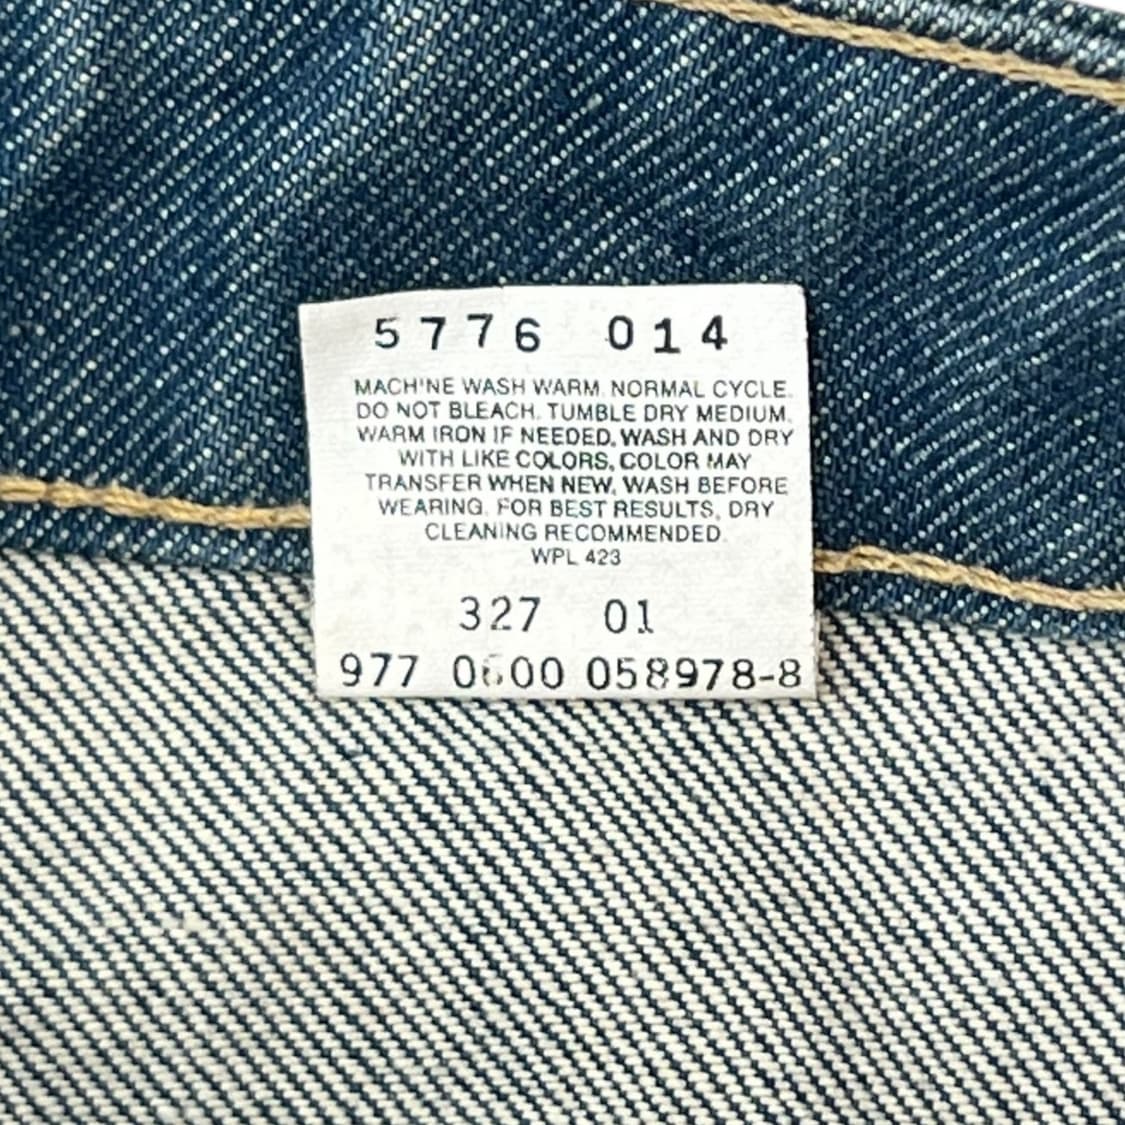 5776 014
MACHINE WASH WARM, NORMAL CYCLE.
DO NOT BLEACH. TUMBLE DRY MEDIUM.
WARM IRON IF NEEDED. WASH AND DRY
WITH LIKE COLORS, COLOR MAY
TRANSFER WHEN NEW. WASH BEFORE
WEARING. FOR BEST RESULTS, DRY
CLEANING RECOMMENDED.
WPL 423
327 01
977 0600 058978-8